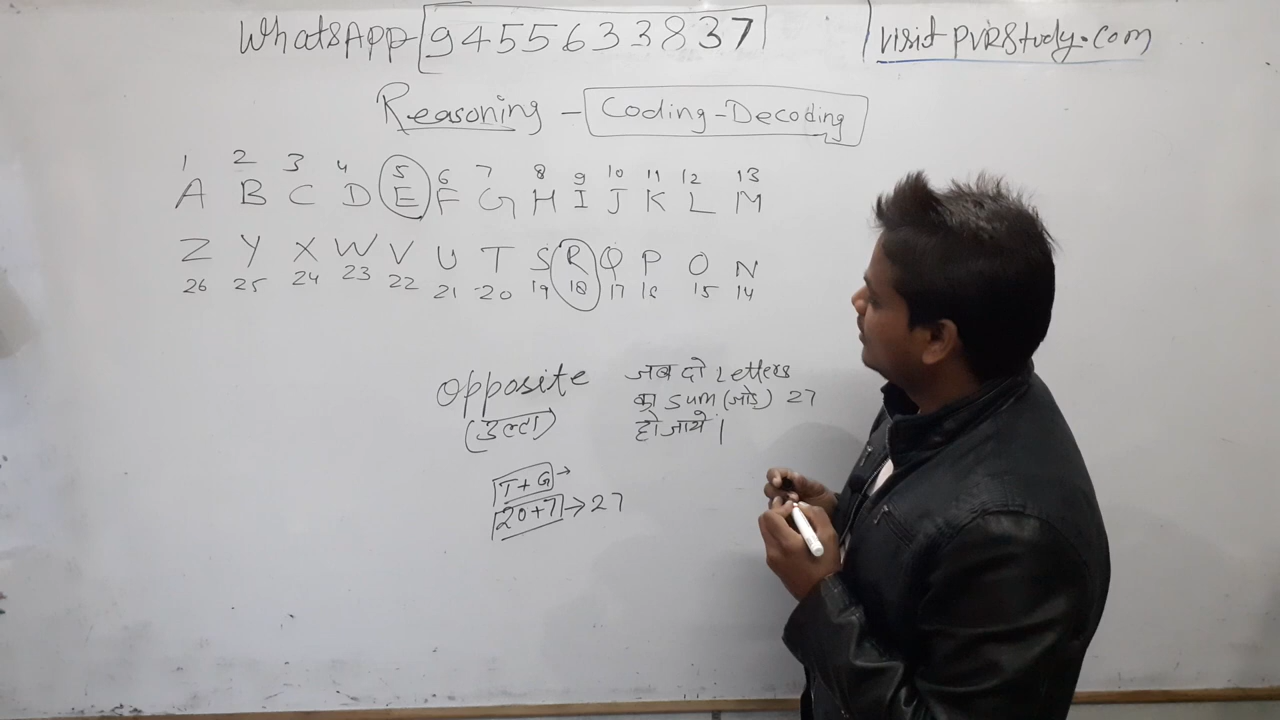 WhatsApp-9455633837
visit PVRStudy.com
Reasoning - Coding-Decoding
1 2 3 4 5 6 7 8 9 10 11 12 13
A B C D E F G H I J K L M
Z Y X W V U T S R Q P O N
26 25 24 23 22 21 20 19 18 17 16 15 14
opposite
(उल्टा)
जब दो Letters
का sum (जोड़) 27
हो जाये।
T+G→
20+7→27